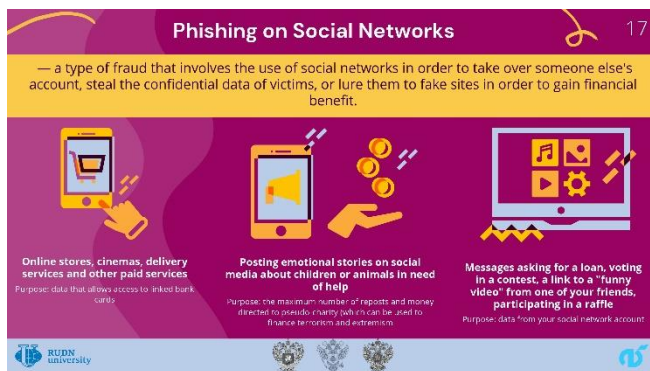 Phishing on Social Networks
17
— a type of fraud that involves the use of social networks in order to take over someone else's
account, steal the confidential data of victims, or lure them to fake sites in order to gain financial
benefit.
Online stores, cinemas, delivery
services and other paid services
Purpose: data that allows access to linked bank
cards
Posting emotional stories on social
media about children or animals in need
of help
Purpose: the maximum number of reposts and money
directed to pseudo-charity (which can be used to
finance terrorism and extremism
Messages asking for a loan, voting
in a contest, a link to a "funny
video" from one of your friends,
participating in a raffle
Purpose: data from your social network account
RUDN
university